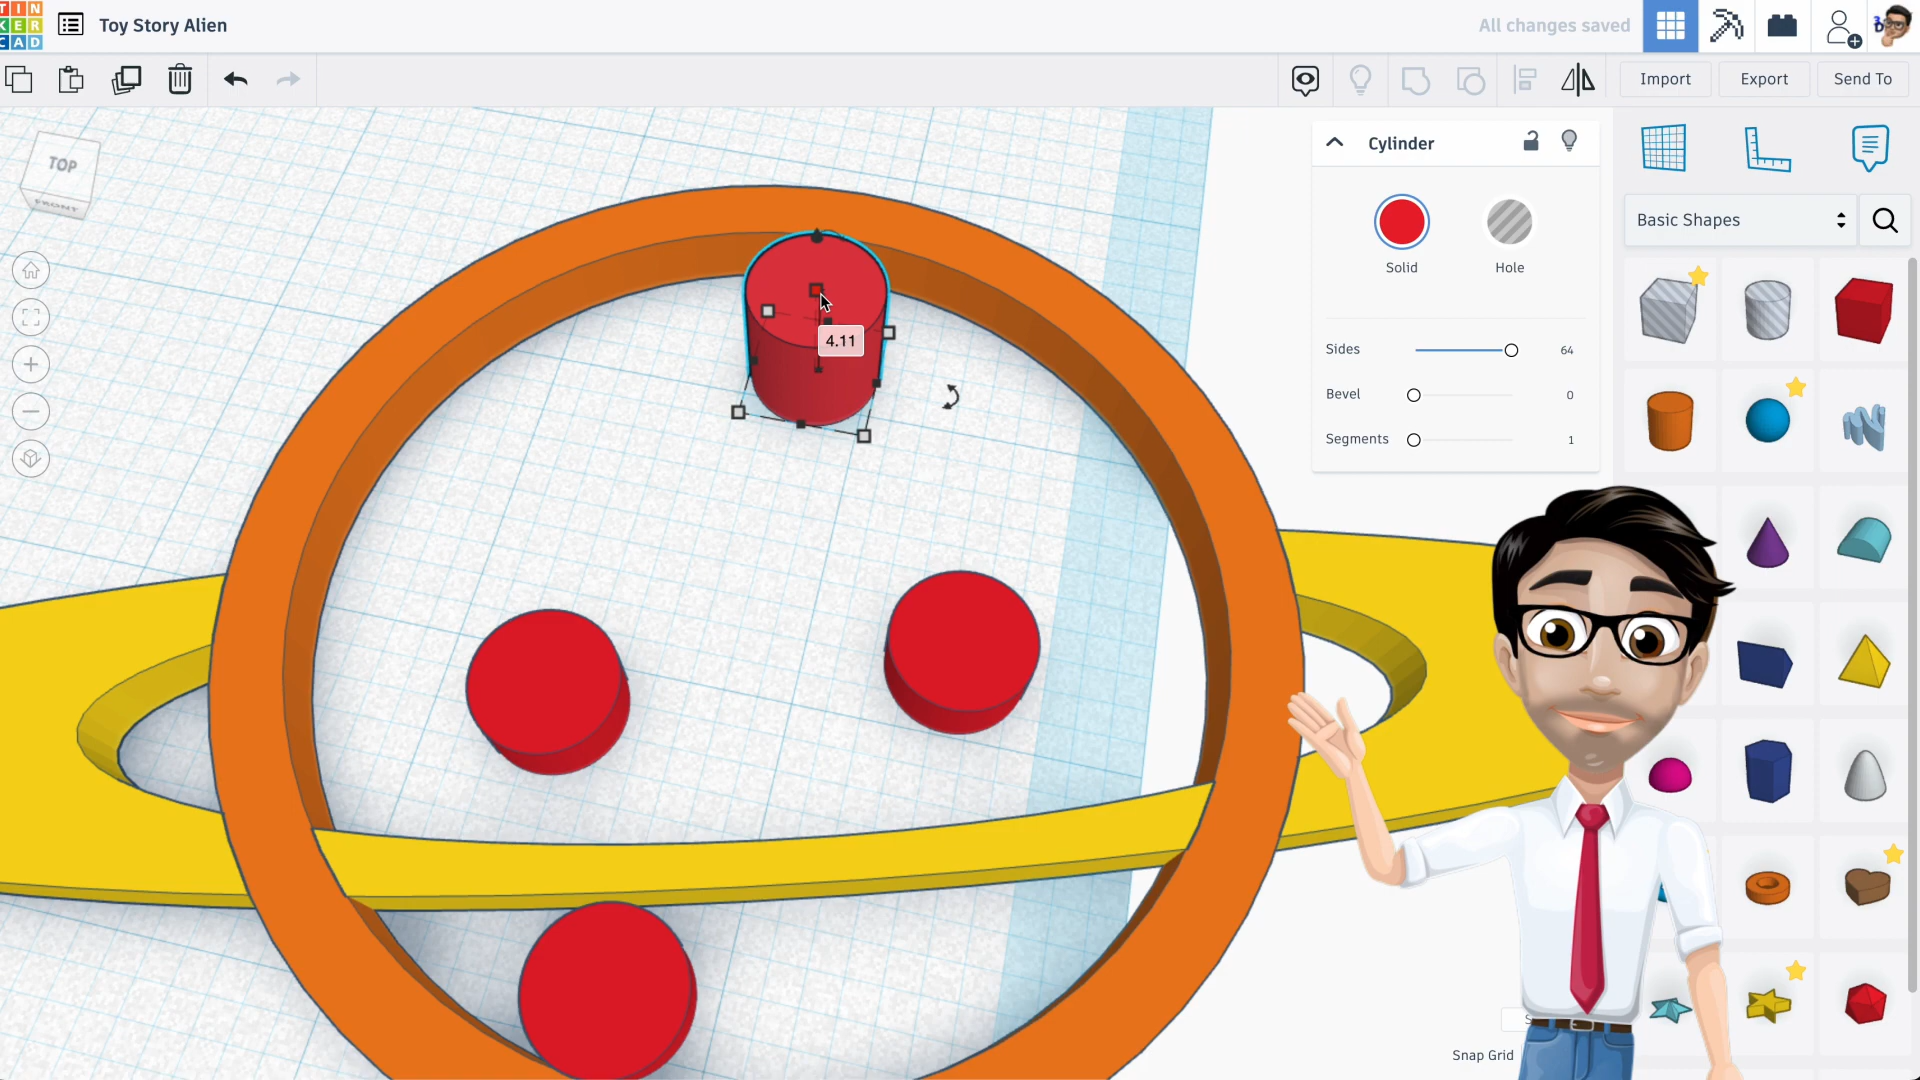 TIN
KER
CAD
Toy Story Alien
All changes saved
Import
Export
Send To
TOP
FRONT
Cylinder
Solid
Hole
Sides
64
Bevel
0
Segments
1
Basic Shapes
4.11
Snap Grid